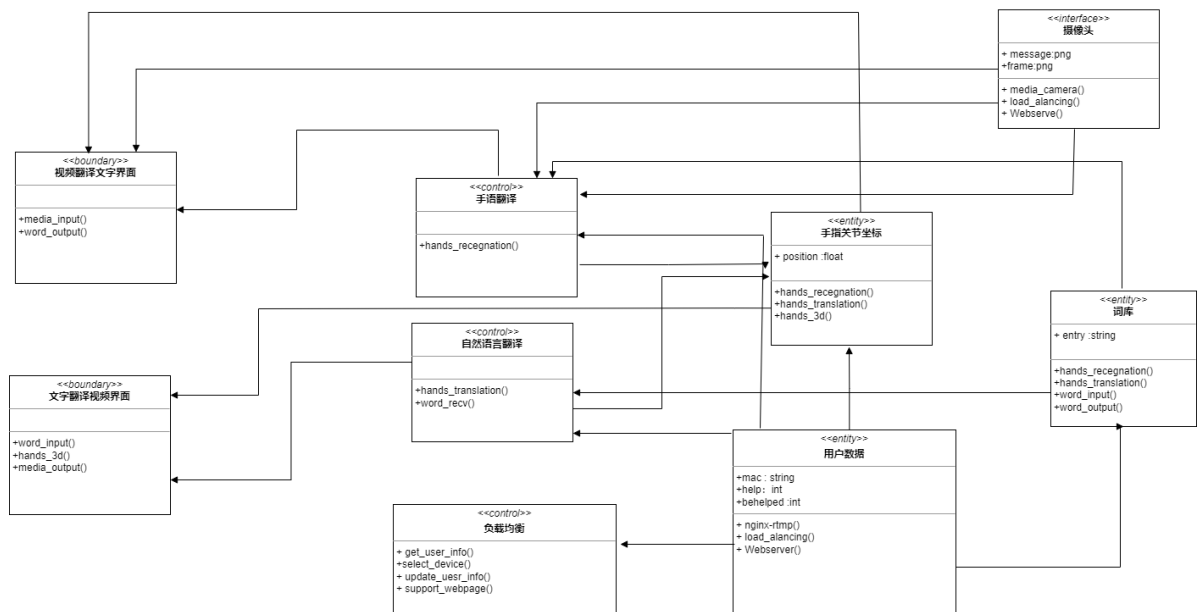 <<interface>>
摄像头
+ message:png
+frame:png
+ media_camera()
+ load_alancing()
+ Webserve()
<<boundary>>
视频翻译文字界面
+media_input()
+word_output()
<<control>>
手语翻译
+hands_recegnation()
<<entity>>
手指关节坐标
+ position :float
+hands_recegnation()
+hands_translation()
+hands_3d()
<<entity>>
词库
+ entry :string
+hands_recegnation()
+hands_translation()
+word_input()
+word_output()
<<control>>
自然语言翻译
+hands_translation()
+word_recv()
<<boundary>>
文字翻译视频界面
+word_input()
+hands_3d()
+media_output()
<<entity>>
用户数据
+mac : string
+help： int
+behelped :int
+ nginx-rtmp()
+ load_alancing()
+ Webserver()
<<control>>
负载均衡
+ get_user_info()
+select_device()
+ update_uesr_info()
+ support_webpage()